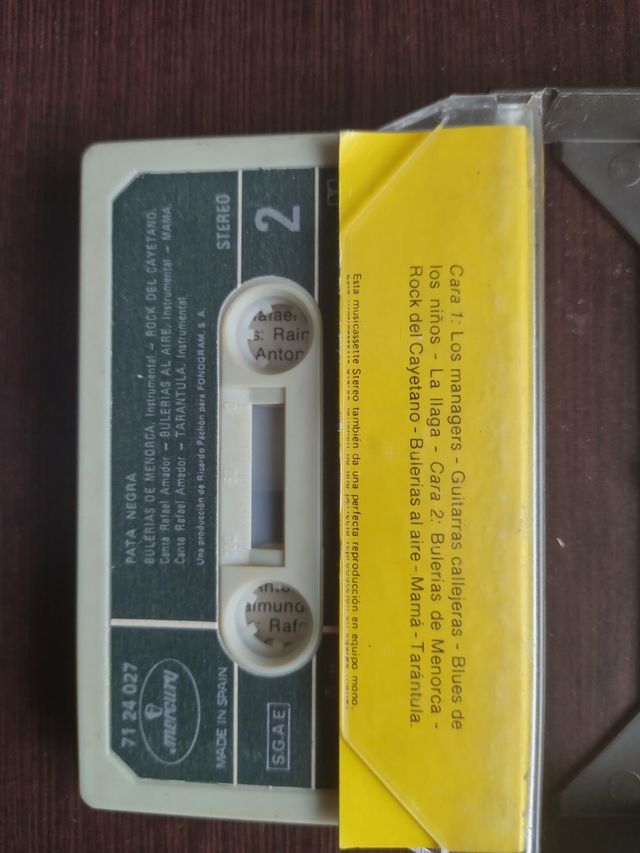 PATA NEGRA
BULERIAS DE MENORCA, Instrumental – ROCK DEL CAYETANO,
Canta Rafael Amador – BULERIAS AL AIRE, Instrumental – MAMA,
Canta Rafael Amador – TARANTULA, Instrumental
Una producción de Ricardo Pachón para FONOGRAM, S. A.
STEREO
2
71 24 027
mercury
MADE IN SPAIN
S.G.A.E
s: Rain
Anton
Cara 1: Los managers - Guitarras callejeras - Blues de
los niños - La llaga - Cara 2: Bulerías de Menorca -
Rock del Cayetano - Bulerías al aire - Mamá - Tarántula.
Esta musicassette Stereo también da una perfecta reproducción en equipo mono.